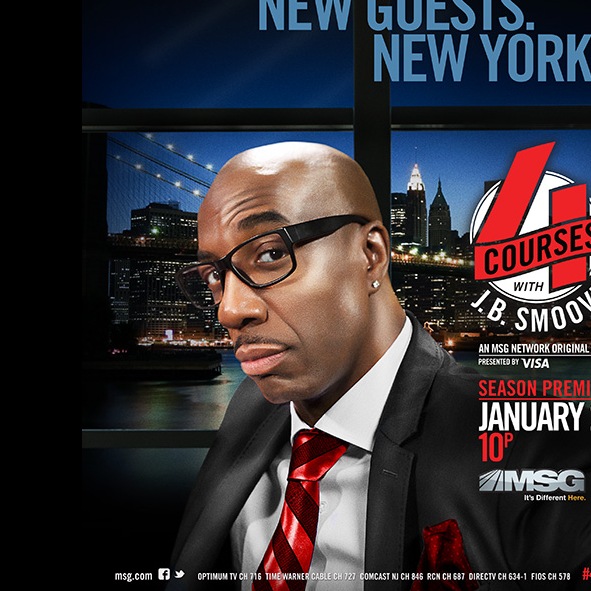 NEW GUESTS.
NEW YORK
4
COURSES
WITH
J.B. SMOOV
AN MSG NETWORK ORIGINAL
PRESENTED BY VISA
SEASON PREMI
JANUARY
10P
MSG
It's Different Here.
msg.com OPTIMUM TV CH 716 TIME WARNER CABLE CH 727 COMCAST NJ CH 846 RCN CH 687 DIRECTV CH 634-1 FIOS CH 578